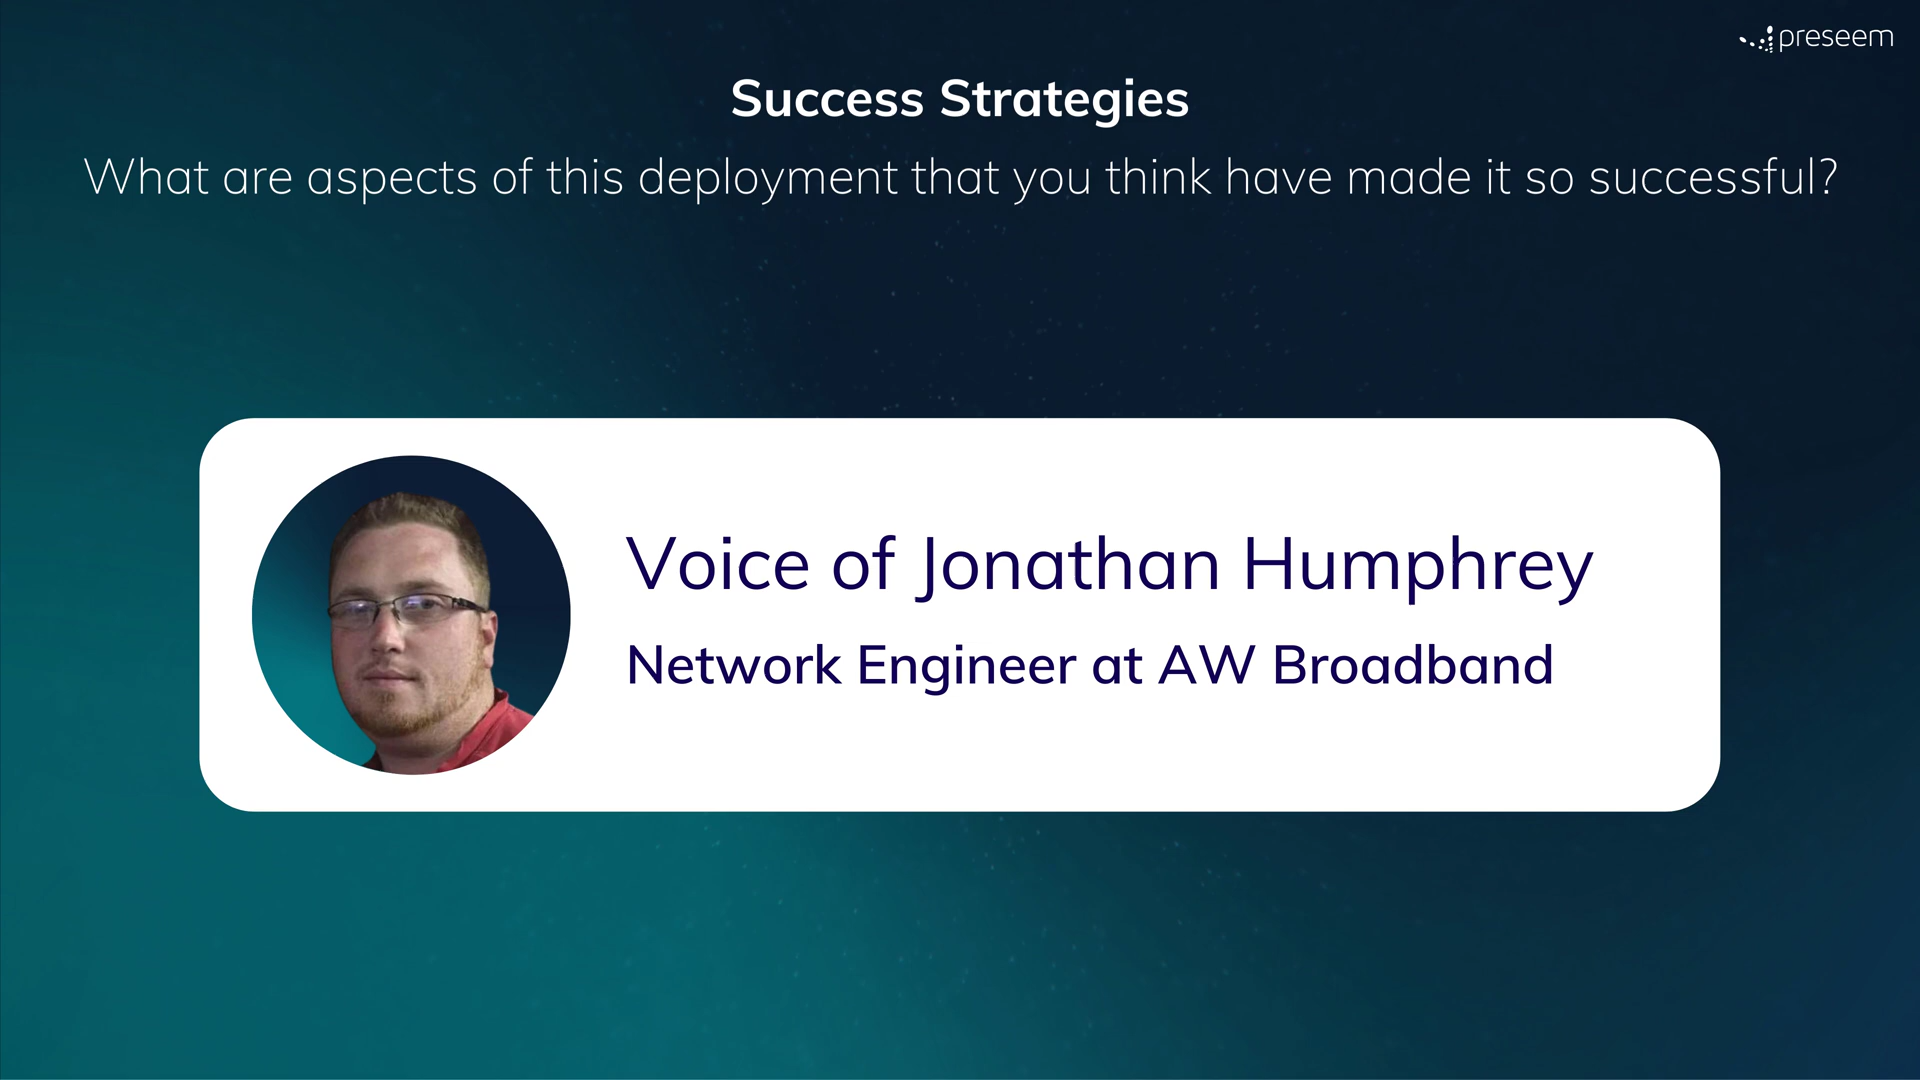 preseem
Success Strategies
What are aspects of this deployment that you think have made it so successful?
Voice of Jonathan Humphrey
Network Engineer at AW Broadband